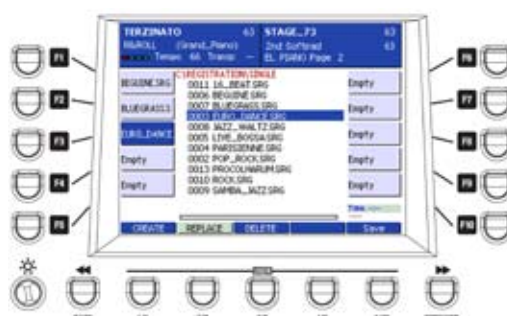 TERZINATO 63 STAGE_73 63
R&ROLL (Grand_Piano) 2nd Softned 63
Tempo 66 Transp -- EL PIANO Page 2
C:\REGISTRATION\SINGLE
BEGUINE.SRG 0011 16_BEAT.SRG Empty
0006 BEGUINE.SRG
BLUEGRASS.S 0007 BLUEGRASS.SRG Empty
0003 EURO_DANCE.SRG
EURO_DANCE. 0008 JAZZ_WALTZ.SRG Empty
0005 LIVE_BOSSA.SRG
0004 PARISIENNE.SRG
Empty 0002 POP_ROCK.SRG Empty
0013 PROCOLHARUM.SRG
Empty 0010 ROCK.SRG Empty
0009 SAMBA_JAZZ.SRG
CREATE REPLACE DELETE Save
F1 F6
F2 F7
F3 F8
F4 F9
F5 F10